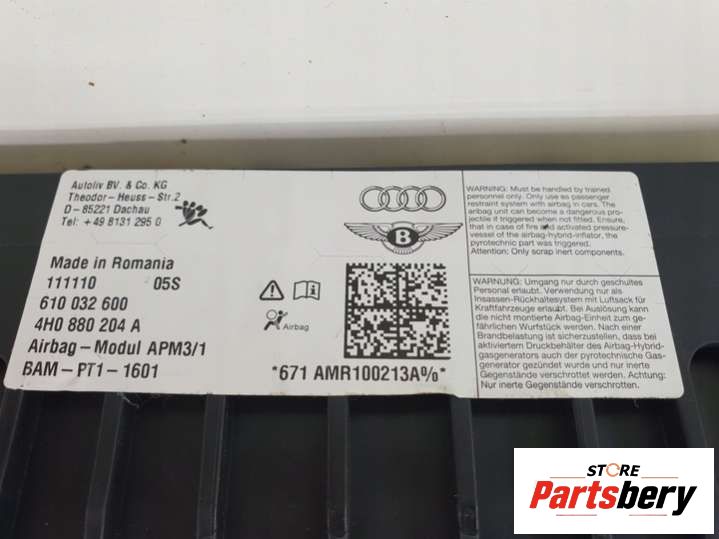 Autoliv BV. & Co. KG
Theodor-Heuss-Str.2
D-85221 Dachau
Tel: +49 8131 295 0
Made in Romania
111110 05S
610 032 600
4H0 880 204 A
Airbag-Modul APM3/1
BAM-PT1-1601
B
Airbag
*671 AMR100213A%*
WARNING: Must be handled by trained
personnel only. Only use as passenger
restraint system with airbag in cars. The
airbag unit can become a dangerous pro-
jectile it triggered when not fitted. Ensure,
that in case of fire and activated pressure-
vessel of the airbag-hybrid-inflator, the
pyrotechnic part was triggered.
Attention: Only scrap inert components.
WARNUNG: Umgang nur durch geschultes
Personal erlaubt. Verwendung nur als
Insassen-Rückhaltesystem mit Luftsack für
Kraftfahrzeuge erlaubt. Bei Auslösung kann
die nicht montierte Airbag-Einheit zum ge-
fährlichen Wurfstück werden. Nach einer
Brandbelastung ist sicherzustellen, dass bei
aktiviertem Druckbehälter des Airbag-Hybrid-
gasgenerators auch der pyrotechnische Gas-
generator gezündet wurde und nur inerte
Gegenstände verschrottet werden. Achtung:
Nur inerte Gegenstände verschrotten.
STORE
Partsbery